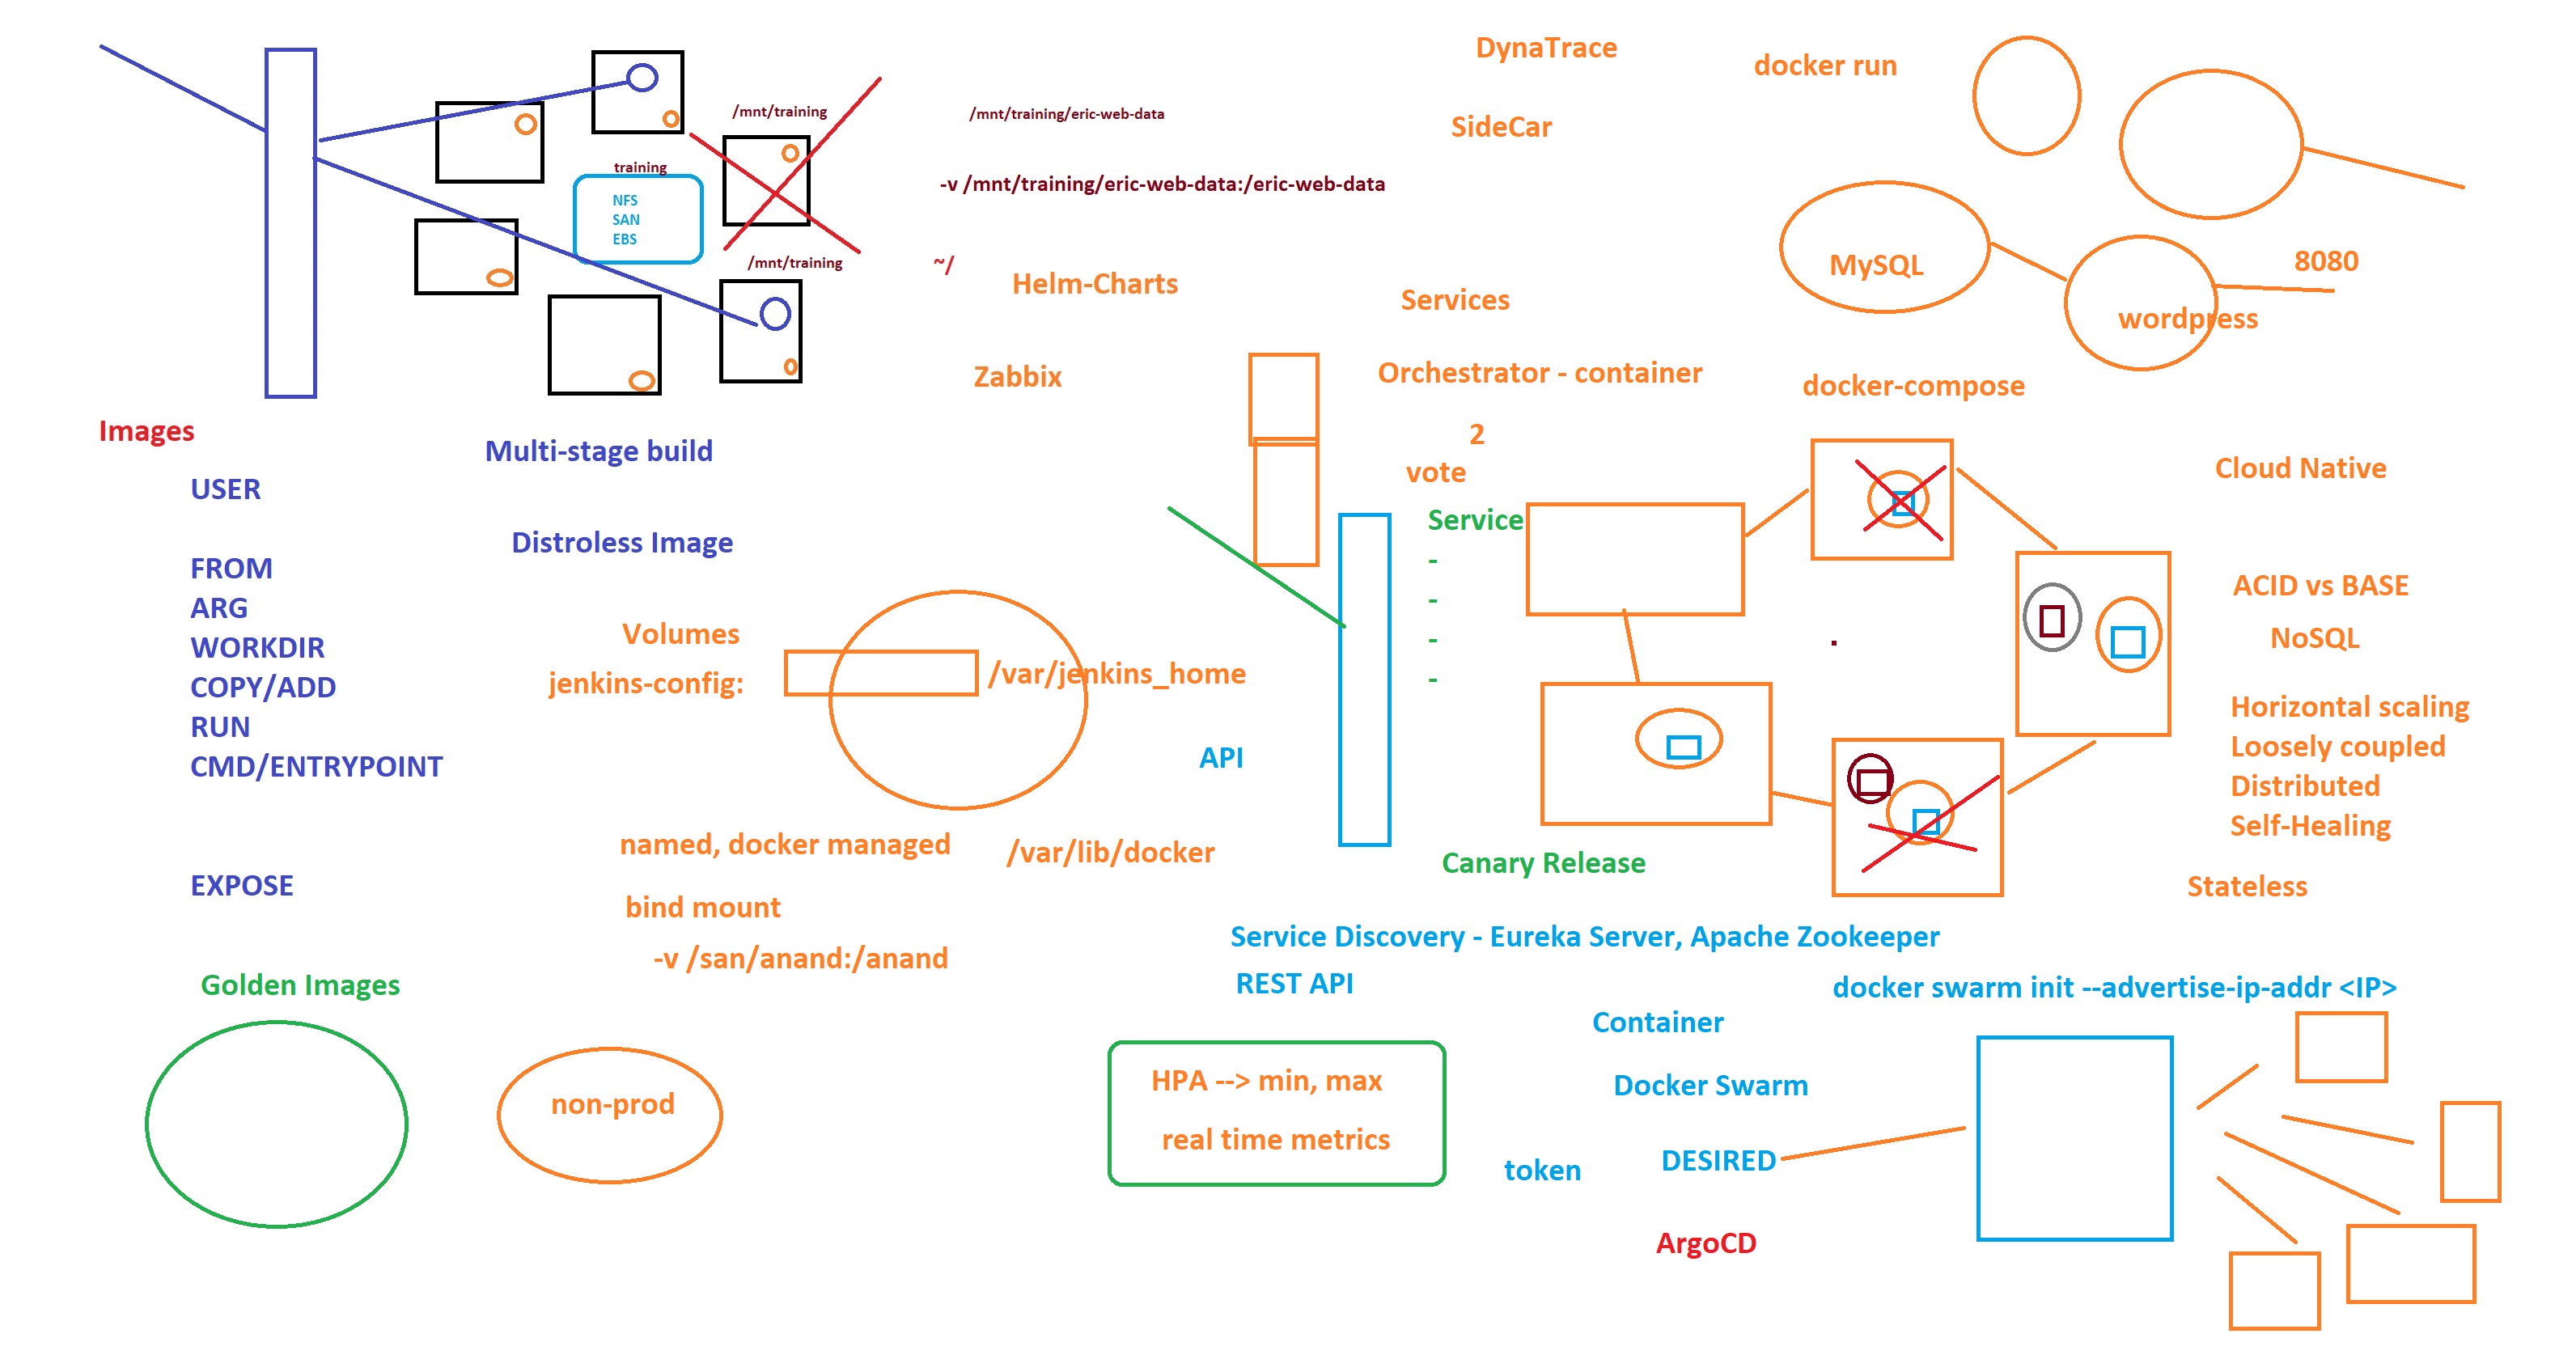 DynaTrace
docker run
/mnt/training
/mnt/training/eric-web-data
SideCar
training
-v /mnt/training/eric-web-data:/eric-web-data
NFS
SAN
EBS
/mnt/training
~/
Helm-Charts
Services
MySQL
8080
wordpress
Zabbix
Orchestrator - container
docker-compose
Images
Multi-stage build
2
vote
Cloud Native
USER
Service
-
-
-
-
Distroless Image
FROM
ARG
WORKDIR
COPY/ADD
RUN
CMD/ENTRYPOINT
EXPOSE
Volumes
jenkins-config:
/var/jenkins_home
API
ACID vs BASE
NoSQL
Horizontal scaling
Loosely coupled
Distributed
Self-Healing
Stateless
named, docker managed
/var/lib/docker
Canary Release
bind mount
-v /san/anand:/anand
Service Discovery - Eureka Server, Apache Zookeeper
REST API
docker swarm init --advertise-ip-addr <IP>
Golden Images
Container
non-prod
HPA --> min, max
real time metrics
Docker Swarm
token
DESIRED
ArgoCD